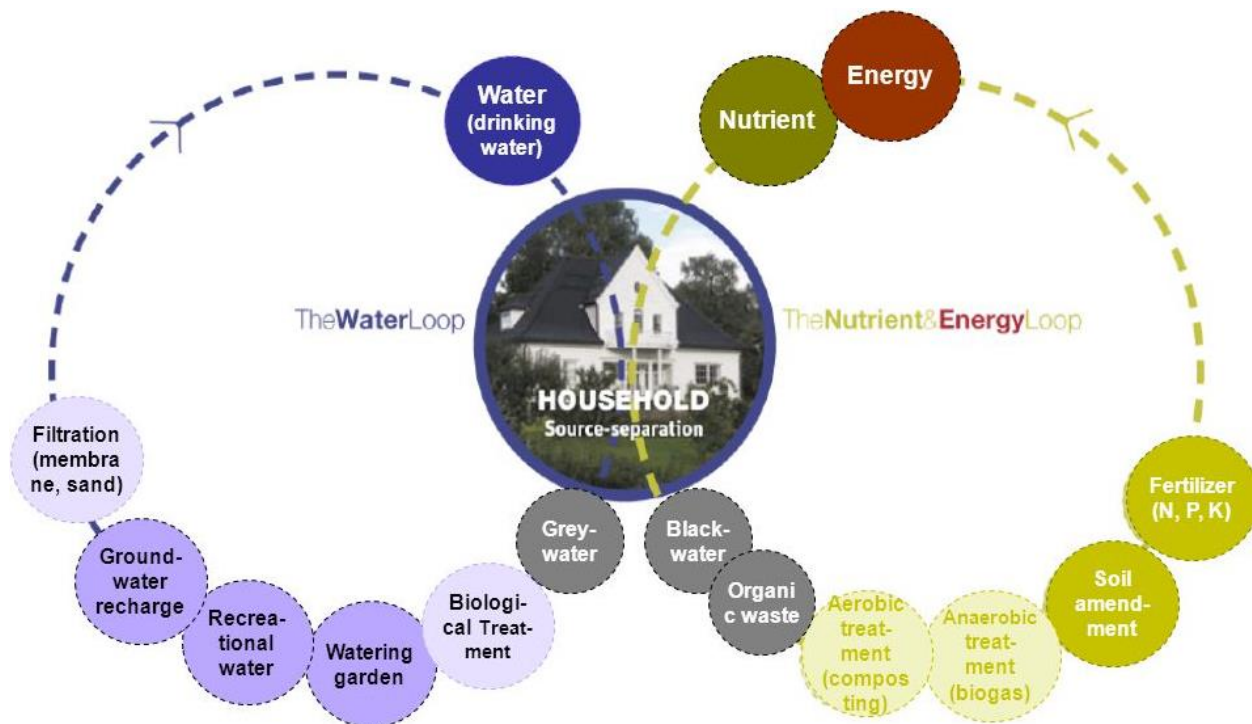 Water
(drinking
water)
Nutrient
Energy
TheWaterLoop
TheNutrient&EnergyLoop
HOUSEHOLD
Source-separation
Filtration
(membra
ne, sand)
Ground-
water
recharge
Recrea-
tional
water
Watering
garden
Biologi-
cal Treat-
ment
Grey-
water
Black-
water
Organi
c waste
Aerobic
treat-
ment
(compos
ting)
Anaerobic
treat-
ment
(biogas)
Soil
amend-
ment
Fertilizer
(N, P, K)